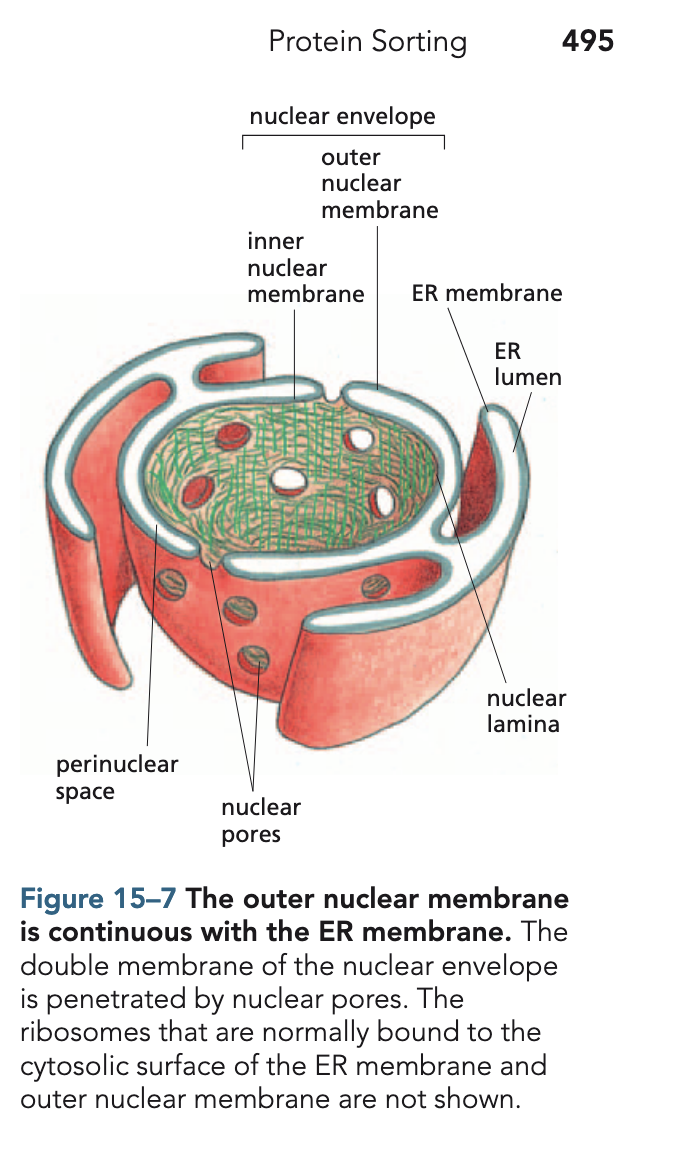 Protein Sorting 495
nuclear envelope
outer
nuclear
membrane
inner
nuclear
membrane
ER membrane
ER
lumen
nuclear
lamina
perinuclear
space
nuclear
pores
Figure 15–7 The outer nuclear membrane
is continuous with the ER membrane. The
double membrane of the nuclear envelope
is penetrated by nuclear pores. The
ribosomes that are normally bound to the
cytosolic surface of the ER membrane and
outer nuclear membrane are not shown.